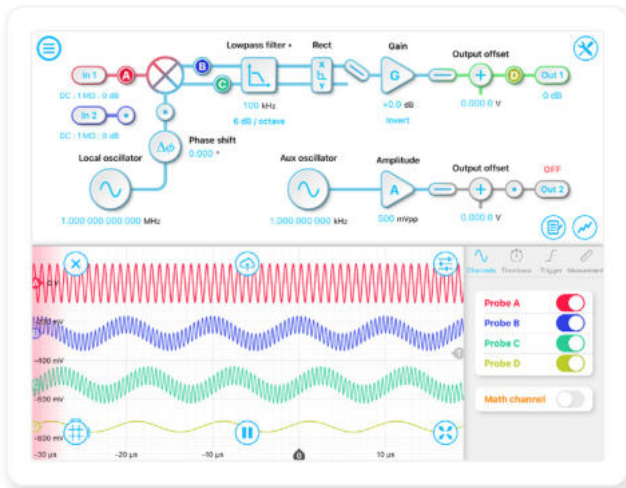 Lowpass filter
Rect
Gain
Output offset
In 1
A
B
C
X
Y
G
D
Out 1
DC : 1 MΩ : 0 dB
100 kHz
+0.0 dB
0.000 0 V
0 dB
In 2
6 dB / octave
Invert
DC : 1 MΩ : 0 dB
Δφ
Phase shift
0.000 °
Local oscillator
Aux oscillator
Amplitude
Output offset
OFF
A
Out 2
1.000 000 000 000 MHz
1.000 000 000 000 kHz
500 mVpp
0.000 0 V
Channels
Timebase
Trigger
Measurement
0 V
Probe A
Probe B
Probe C
Probe D
-400 mV
Math channel
-600 mV
-800 mV
-30 µs
-20 µs
-10 µs
0
10 µs